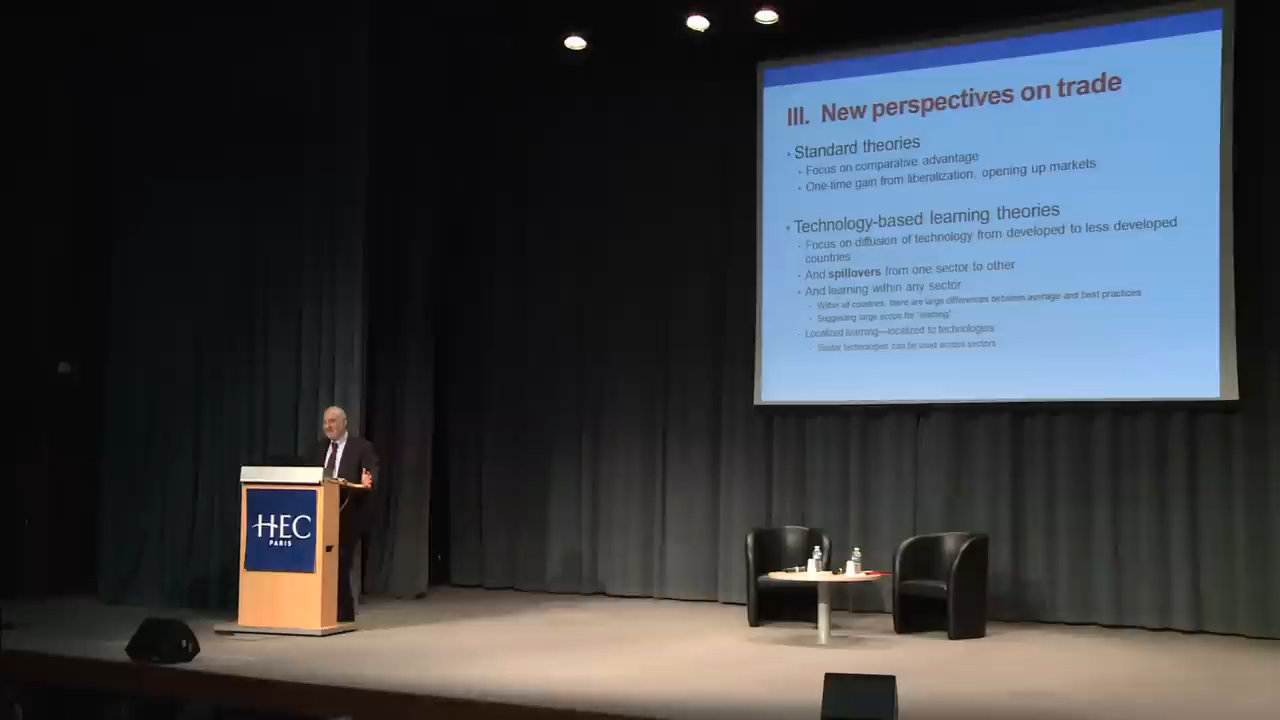 III. New perspectives on trade
Standard theories
Focus on comparative advantage
One-time gain from liberalization, opening up markets
Technology-based learning theories
Focus on diffusion of technology from developed to less developed
countries
And spillovers from one sector to other
And learning within any sector
Within all countries, there are large differences between average and best practices
Suggesting large scope for "learning"
Localized learning—localized to technologies
Similar technologies can be used across sectors
HEC
PARIS